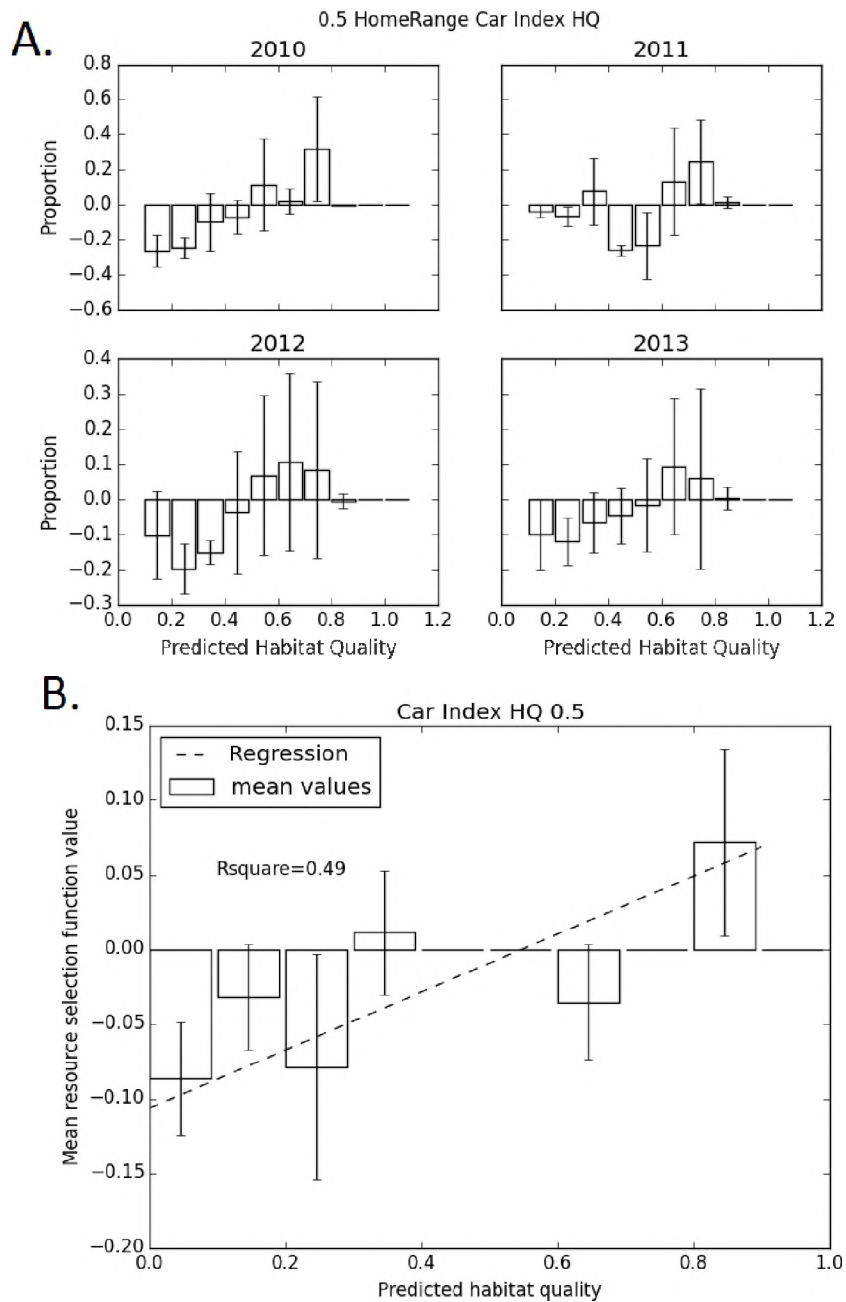 0.5 HomeRange Car Index HQ
A.
2010
2011
0.8
0.6
0.4
0.2
0.0
−0.2
−0.4
−0.6
Proportion
2012
2013
0.4
0.3
0.2
0.1
0.0
−0.1
−0.2
−0.3
Proportion
0.0 0.2 0.4 0.6 0.8 1.0 1.2
0.0 0.2 0.4 0.6 0.8 1.0 1.2
Predicted Habitat Quality
Predicted Habitat Quality
B.
Car Index HQ 0.5
0.15
0.10
0.05
0.00
−0.05
−0.10
−0.15
−0.20
Mean resource selection function value
Regression
mean values
Rsquare=0.49
0.0 0.2 0.4 0.6 0.8 1.0
Predicted habitat quality